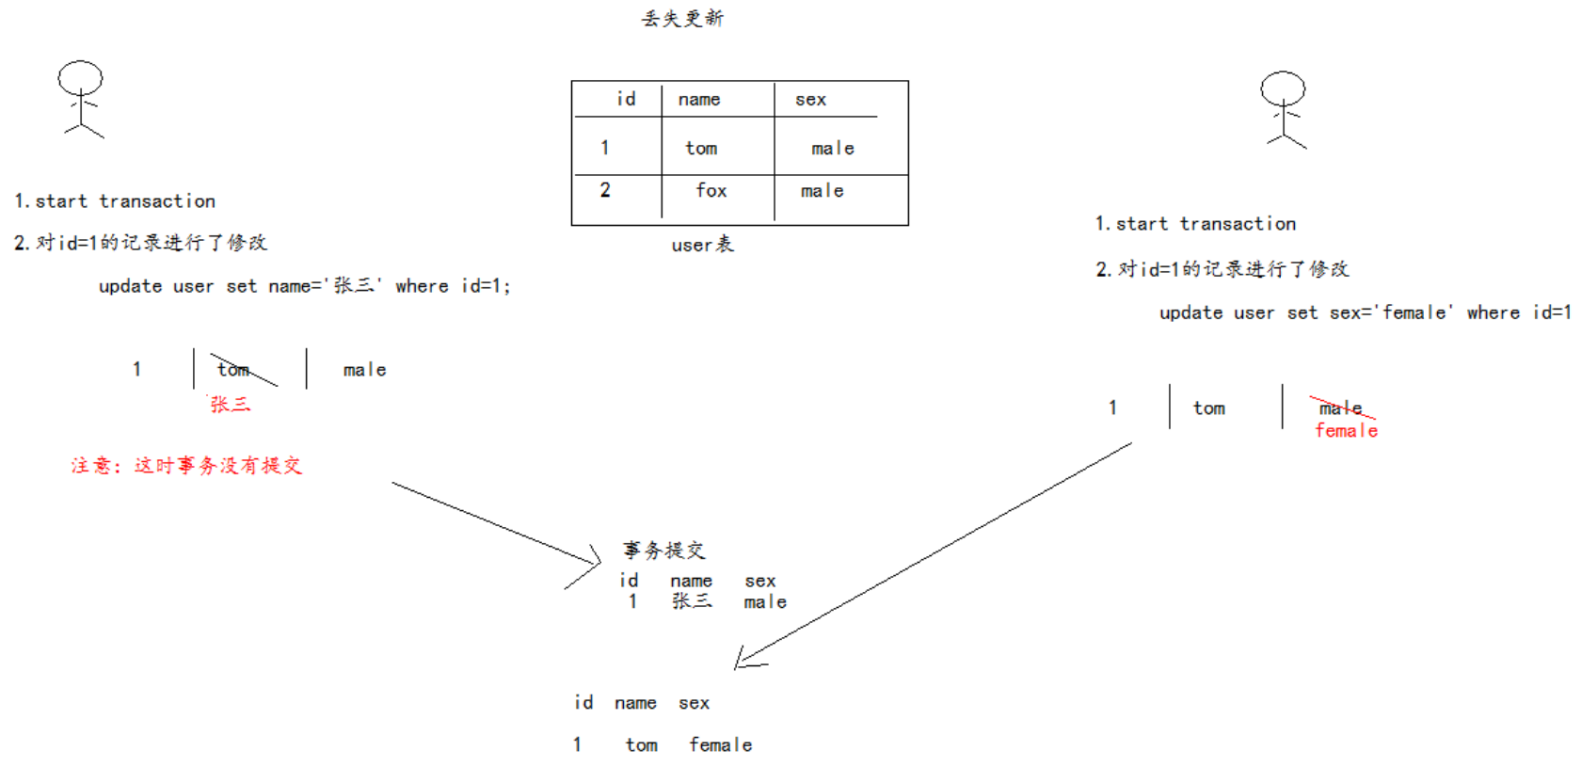 丢失更新
id name sex
1 tom male
2 fox male
user表
1.start transaction
2.对id=1的记录进行了修改
update user set name='张三' where id=1;
1 tom male
张三
注意：这时事务没有提交
1.start transaction
2.对id=1的记录进行了修改
update user set sex='female' where id=1
1 tom male
female
事务提交
id name sex
1 张三 male
id name sex
1 tom female